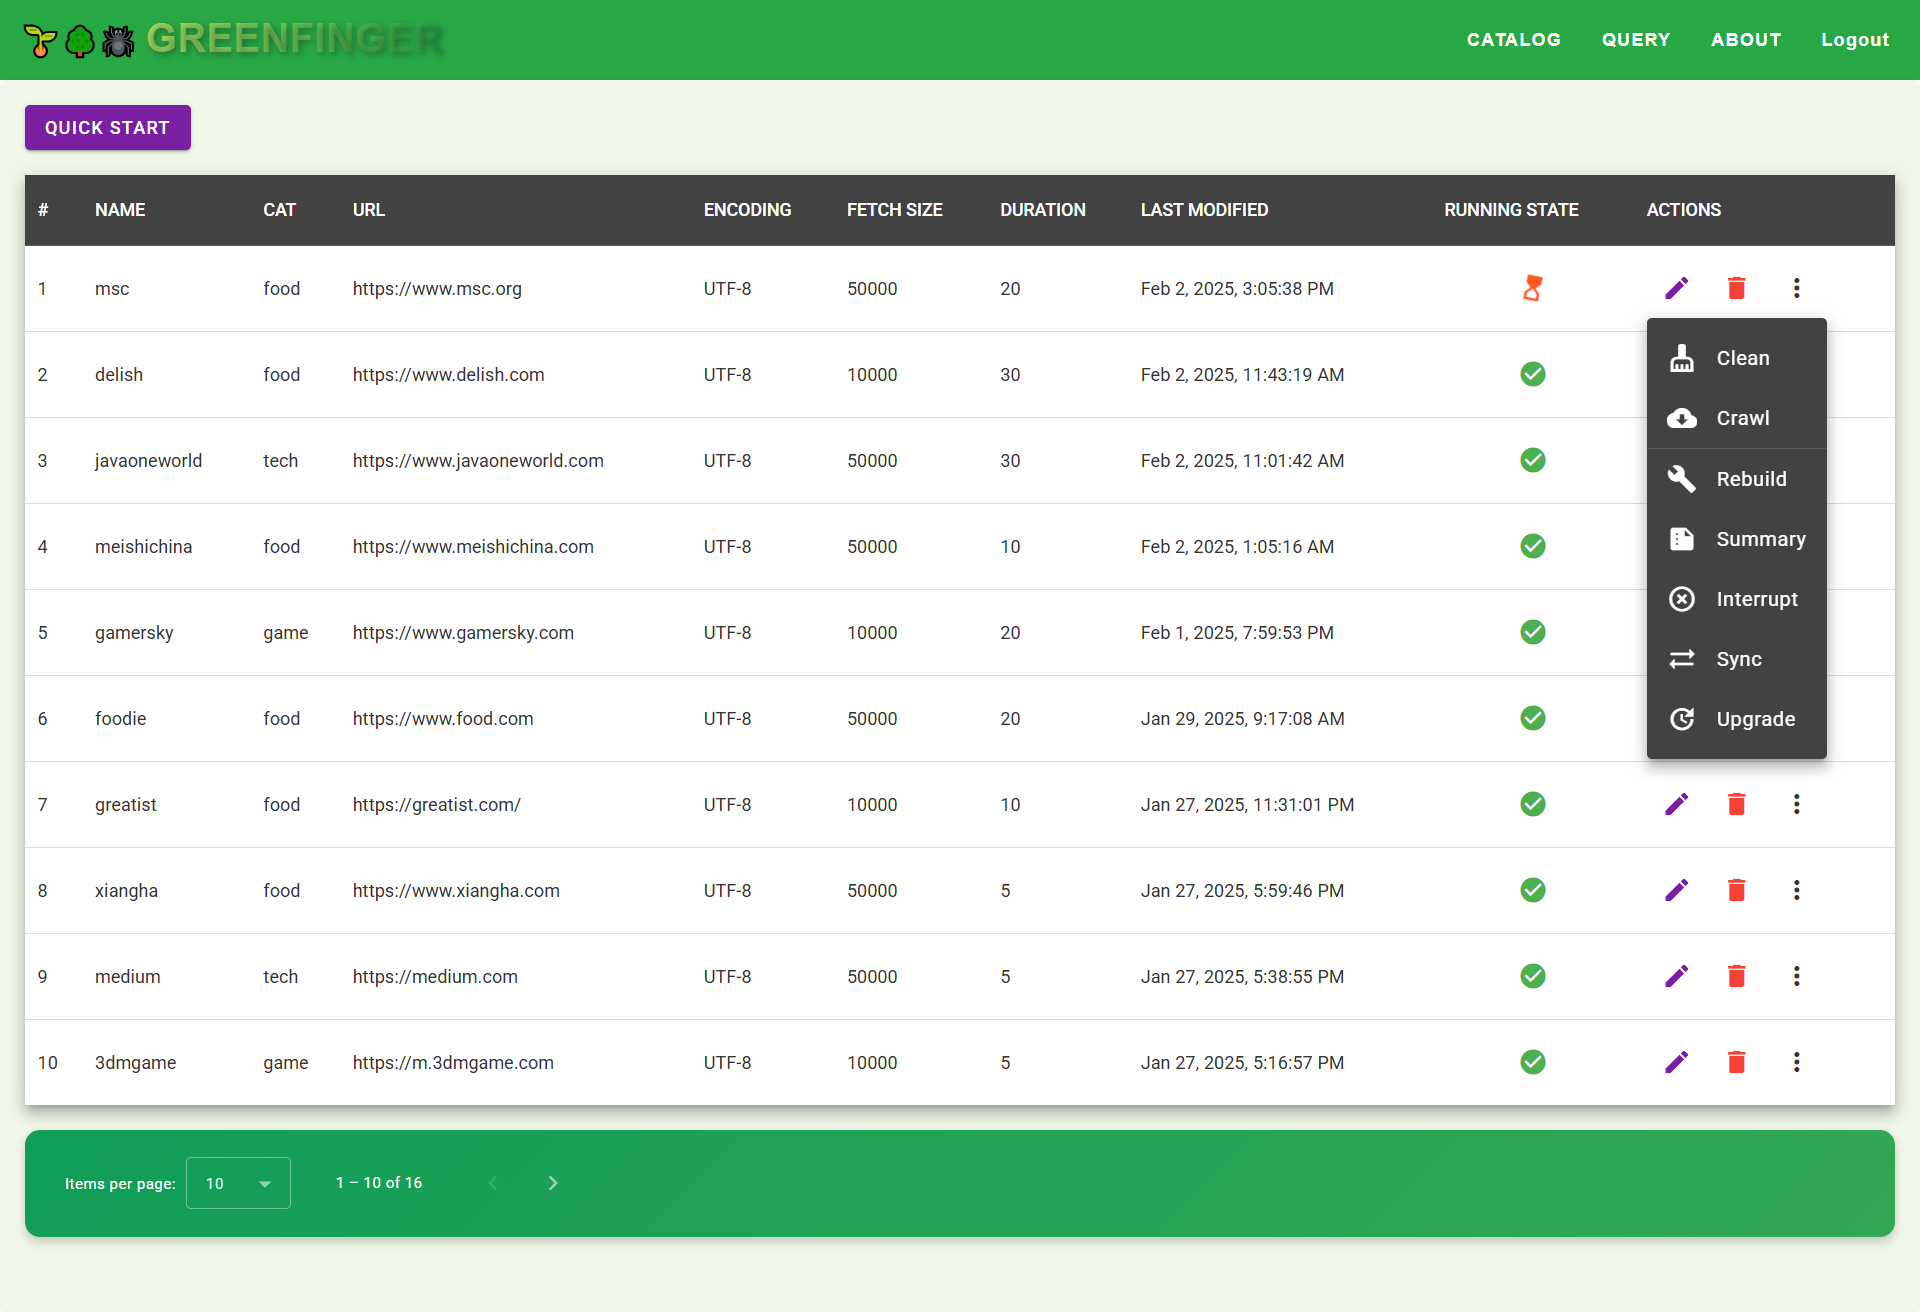 GREENFINGER
CATALOG QUERY ABOUT Logout
QUICK START
# NAME CAT URL ENCODING FETCH SIZE DURATION LAST MODIFIED RUNNING STATE ACTIONS
1 msc food https://www.msc.org UTF-8 50000 20 Feb 2, 2025, 3:05:38 PM
2 delish food https://www.delish.com UTF-8 10000 30 Feb 2, 2025, 11:43:19 AM
3 javaoneworld tech https://www.javaoneworld.com UTF-8 50000 30 Feb 2, 2025, 11:01:42 AM
4 meishichina food https://www.meishichina.com UTF-8 50000 10 Feb 2, 2025, 1:05:16 AM
5 gamersky game https://www.gamersky.com UTF-8 10000 20 Feb 1, 2025, 7:59:53 PM
6 foodie food https://www.food.com UTF-8 50000 20 Jan 29, 2025, 9:17:08 AM
7 greatist food https://greatist.com/ UTF-8 10000 10 Jan 27, 2025, 11:31:01 PM
8 xiangha food https://www.xiangha.com UTF-8 50000 5 Jan 27, 2025, 5:59:46 PM
9 medium tech https://medium.com UTF-8 50000 5 Jan 27, 2025, 5:38:55 PM
10 3dmgame game https://m.3dmgame.com UTF-8 10000 5 Jan 27, 2025, 5:16:57 PM
Clean
Crawl
Rebuild
Summary
Interrupt
Sync
Upgrade
Items per page: 10 1 – 10 of 16